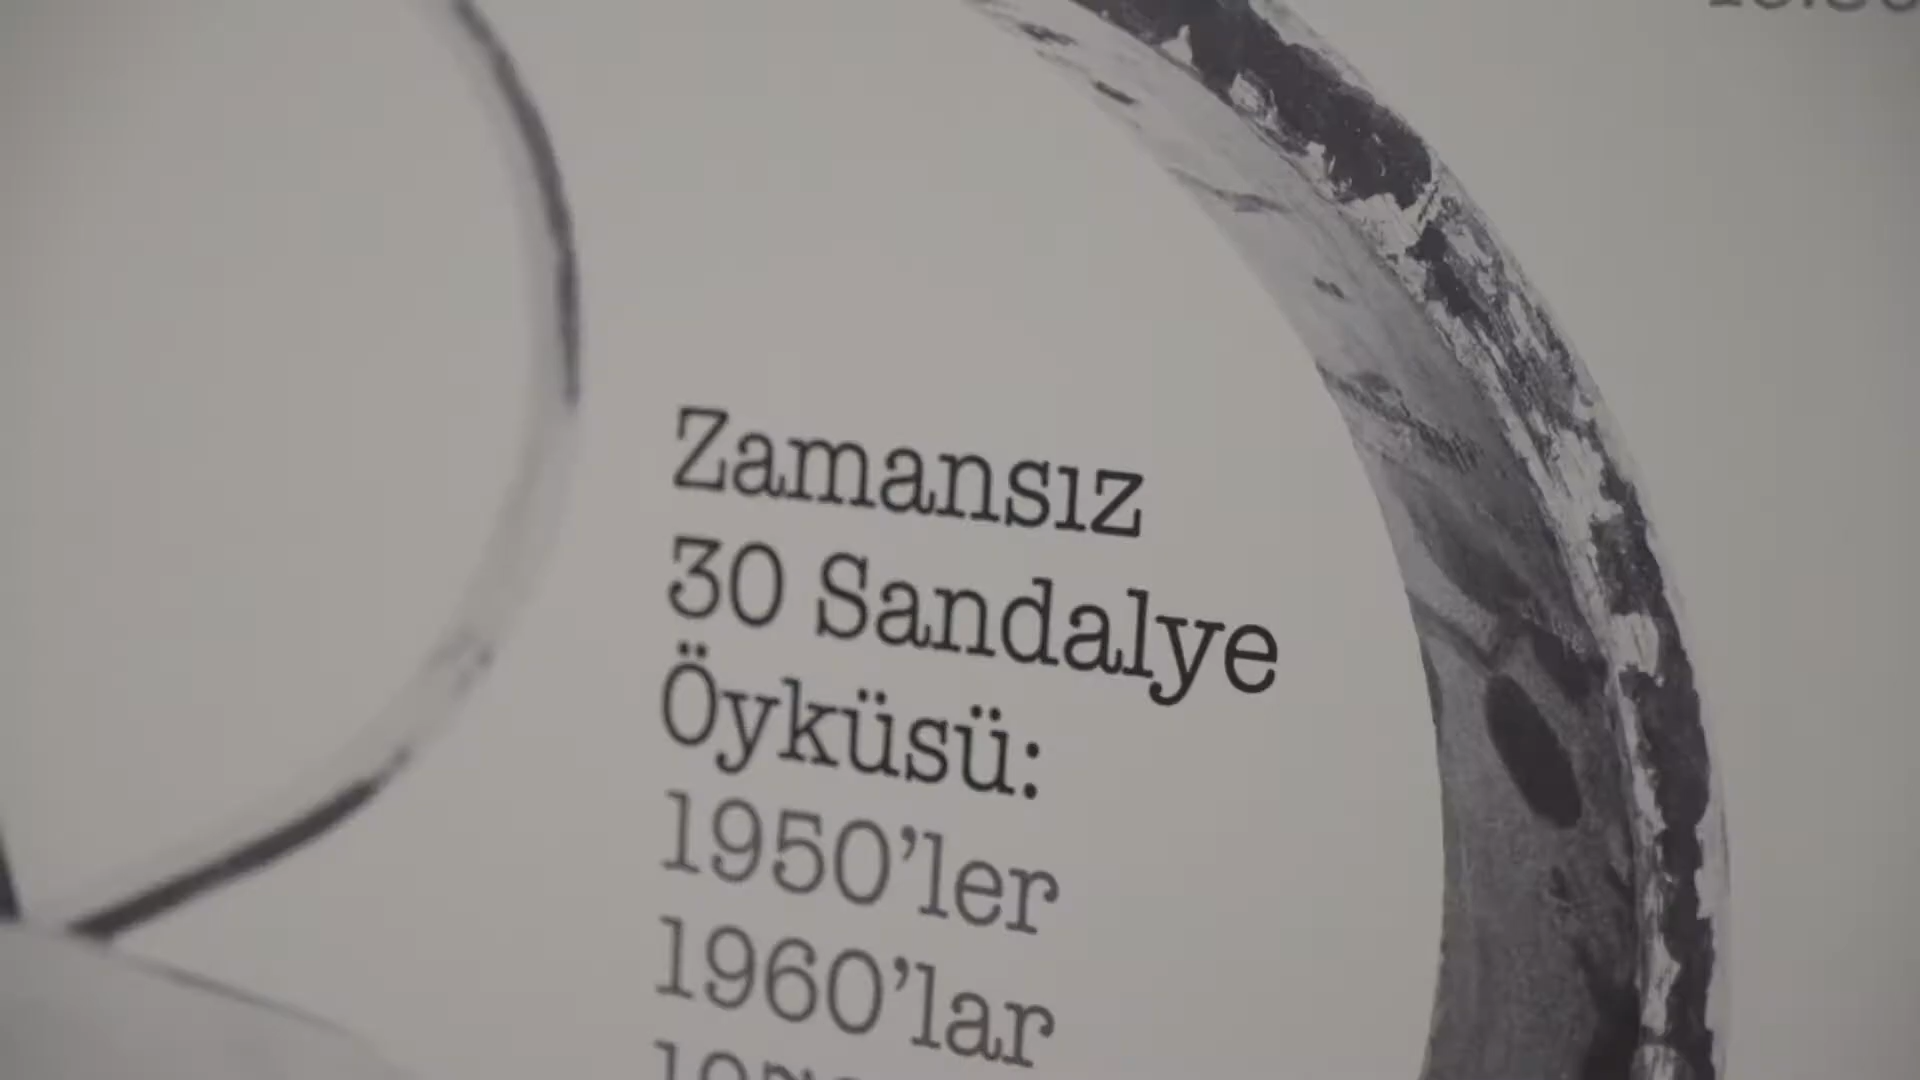 Zamansız
30 Sandalye
Öyküsü:
1950’ler
1960’lar